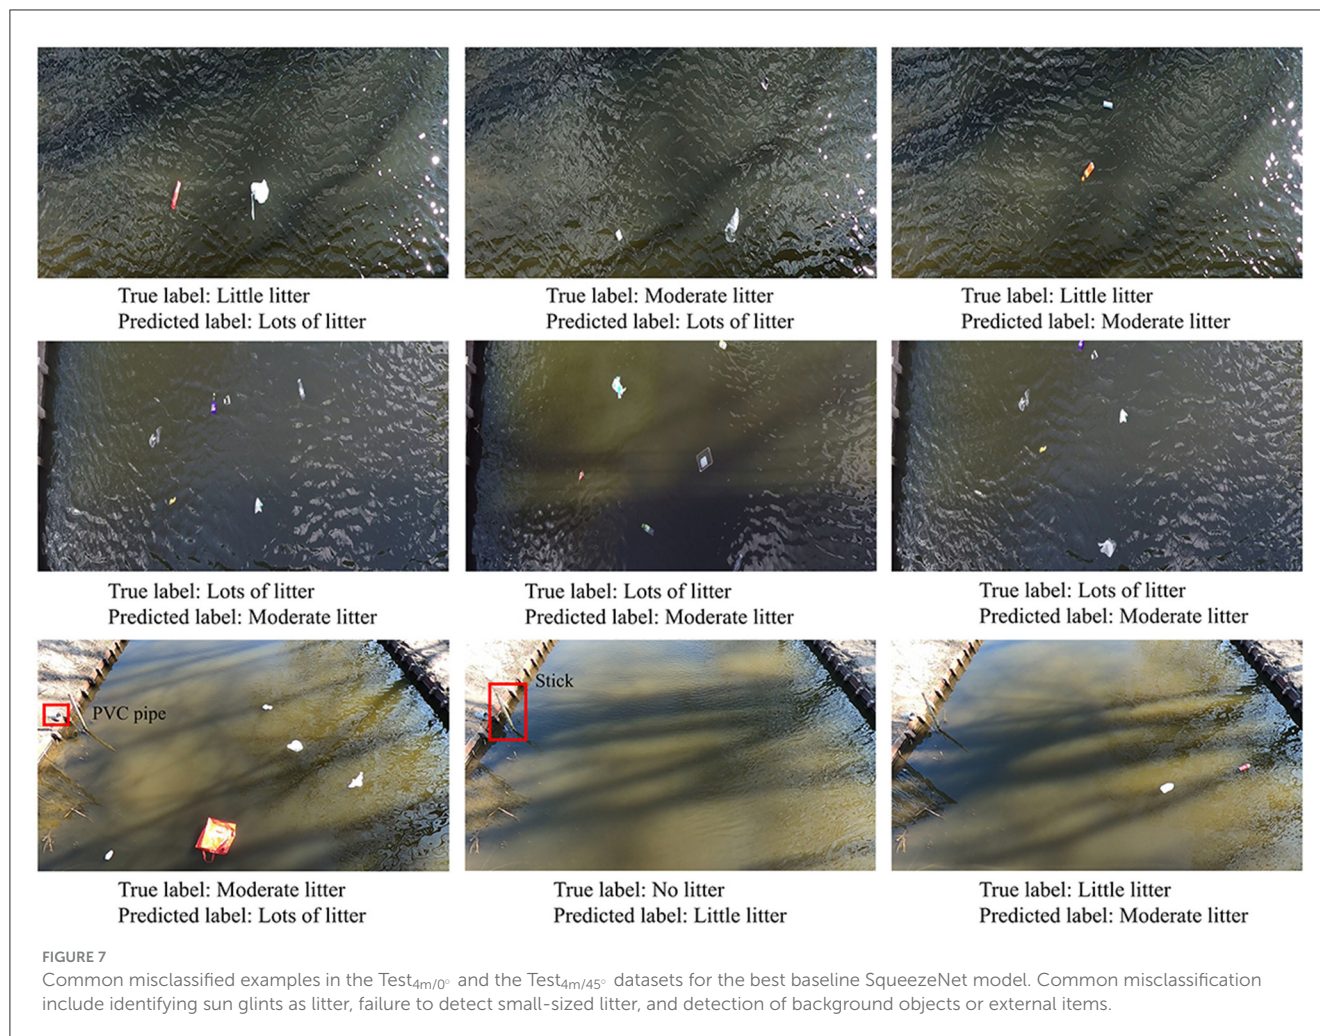 True label: Little litter
Predicted label: Lots of litter
True label: Moderate litter
Predicted label: Lots of litter
True label: Little litter
Predicted label: Moderate litter
True label: Lots of litter
Predicted label: Moderate litter
True label: Lots of litter
Predicted label: Moderate litter
True label: Lots of litter
Predicted label: Moderate litter
PVC pipe
Stick
True label: Moderate litter
Predicted label: Lots of litter
True label: No litter
Predicted label: Little litter
True label: Little litter
Predicted label: Moderate litter
FIGURE 7
Common misclassified examples in the Test4m/0° and the Test4m/45° datasets for the best baseline SqueezeNet model. Common misclassification
include identifying sun glints as litter, failure to detect small-sized litter, and detection of background objects or external items.